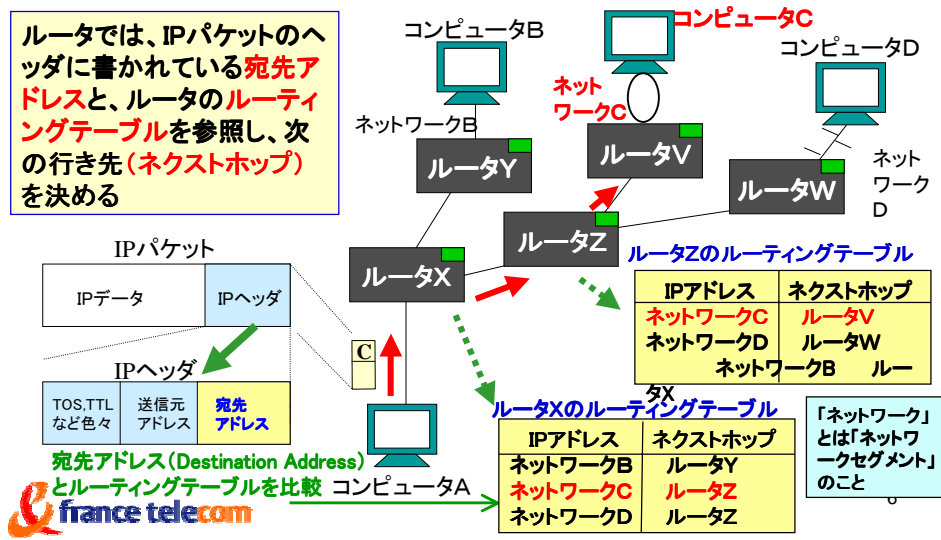 ルータでは、IPパケットのヘ
ッダに書かれている宛先ア
ドレスと、ルータのルーティ
ングテーブルを参照し、次
の行き先(ネクストホップ)
を決める
コンピュータB
コンピュータC
コンピュータD
ネット
ワークC
ネットワークB
ルータY
ルータV
ルータW
ネット
ワーク
D
ルータX
ルータZ
IPパケット
IPデータ
IPヘッダ
C
IPヘッダ
TOS,TTL
など色々
送信元
アドレス
宛先
アドレス
宛先アドレス(Destination Address)
とルーティングテーブルを比較
コンピュータA
france telecom
ルータZのルーティングテーブル
IPアドレス ネクストホップ
ネットワークC ルータV
ネットワークD ルータW
ネットワークB ルー
タX
ルータXのルーティングテーブル
IPアドレス ネクストホップ
ネットワークB ルータY
ネットワークC ルータZ
ネットワークD ルータZ
「ネットワーク」
とは「ネットワ
ークセグメント」
のこと